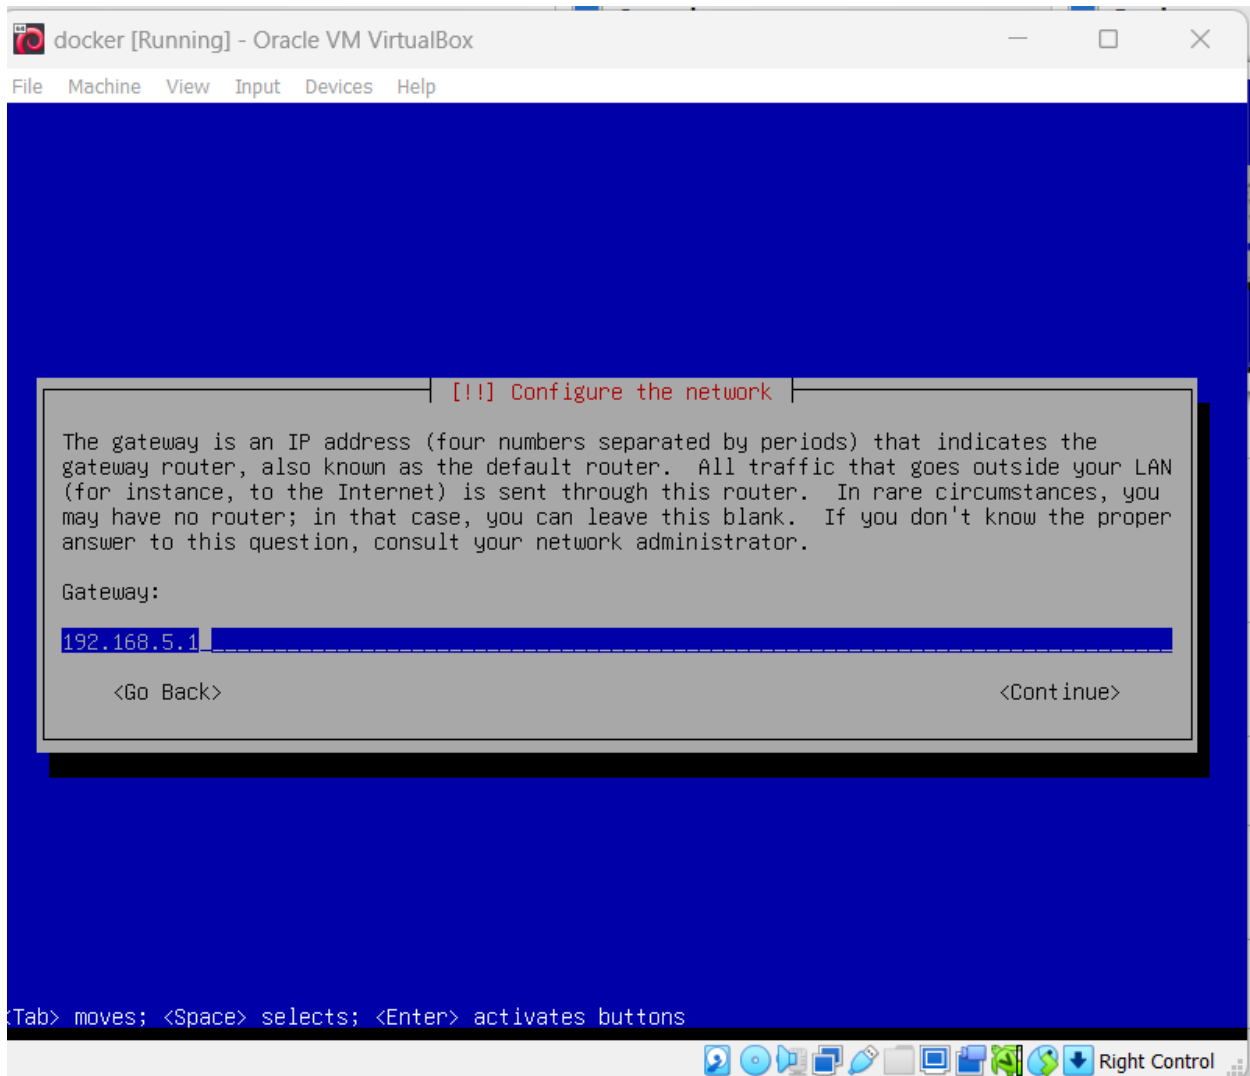 docker [Running] - Oracle VM VirtualBox
File Machine View Input Devices Help
[!!] Configure the network
The gateway is an IP address (four numbers separated by periods) that indicates the
gateway router, also known as the default router.  All traffic that goes outside your LAN
(for instance, to the Internet) is sent through this router.  In rare circumstances, you
may have no router; in that case, you can leave this blank.  If you don't know the proper
answer to this question, consult your network administrator.
Gateway:
192.168.5.1
<Go Back> <Continue>
<Tab> moves; <Space> selects; <Enter> activates buttons
Right Control